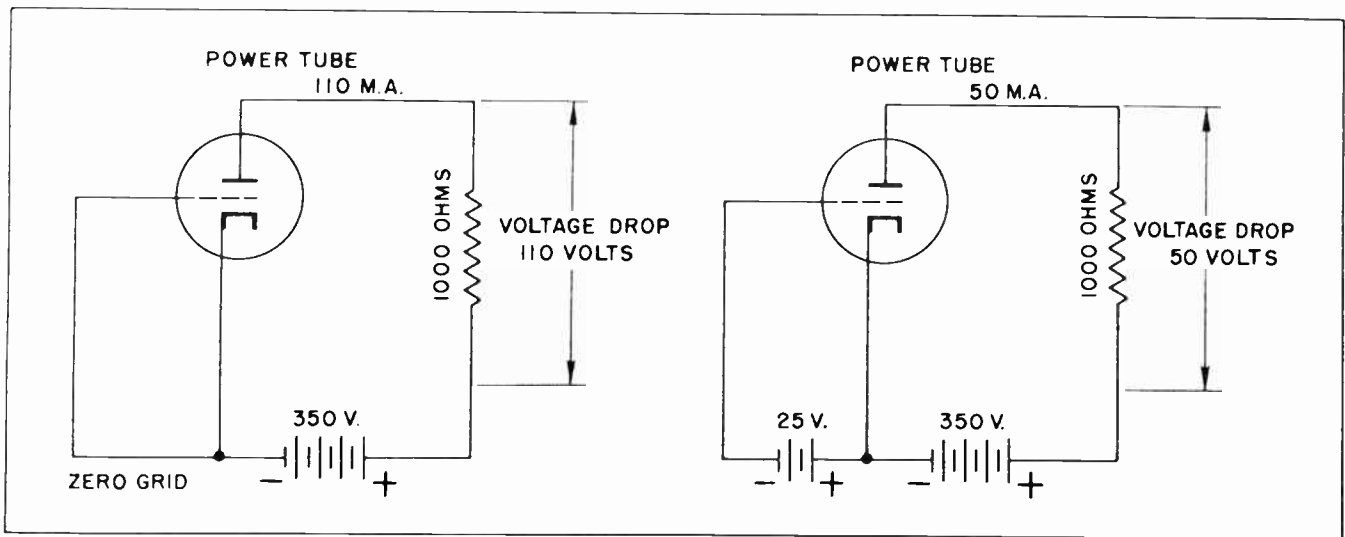 POWER TUBE
110 M.A.
1000 OHMS
VOLTAGE DROP
110 VOLTS
350 V.
- +
ZERO GRID
POWER TUBE
50 M.A.
1000 OHMS
VOLTAGE DROP
50 VOLTS
25 V.
350 V.
- +
- +